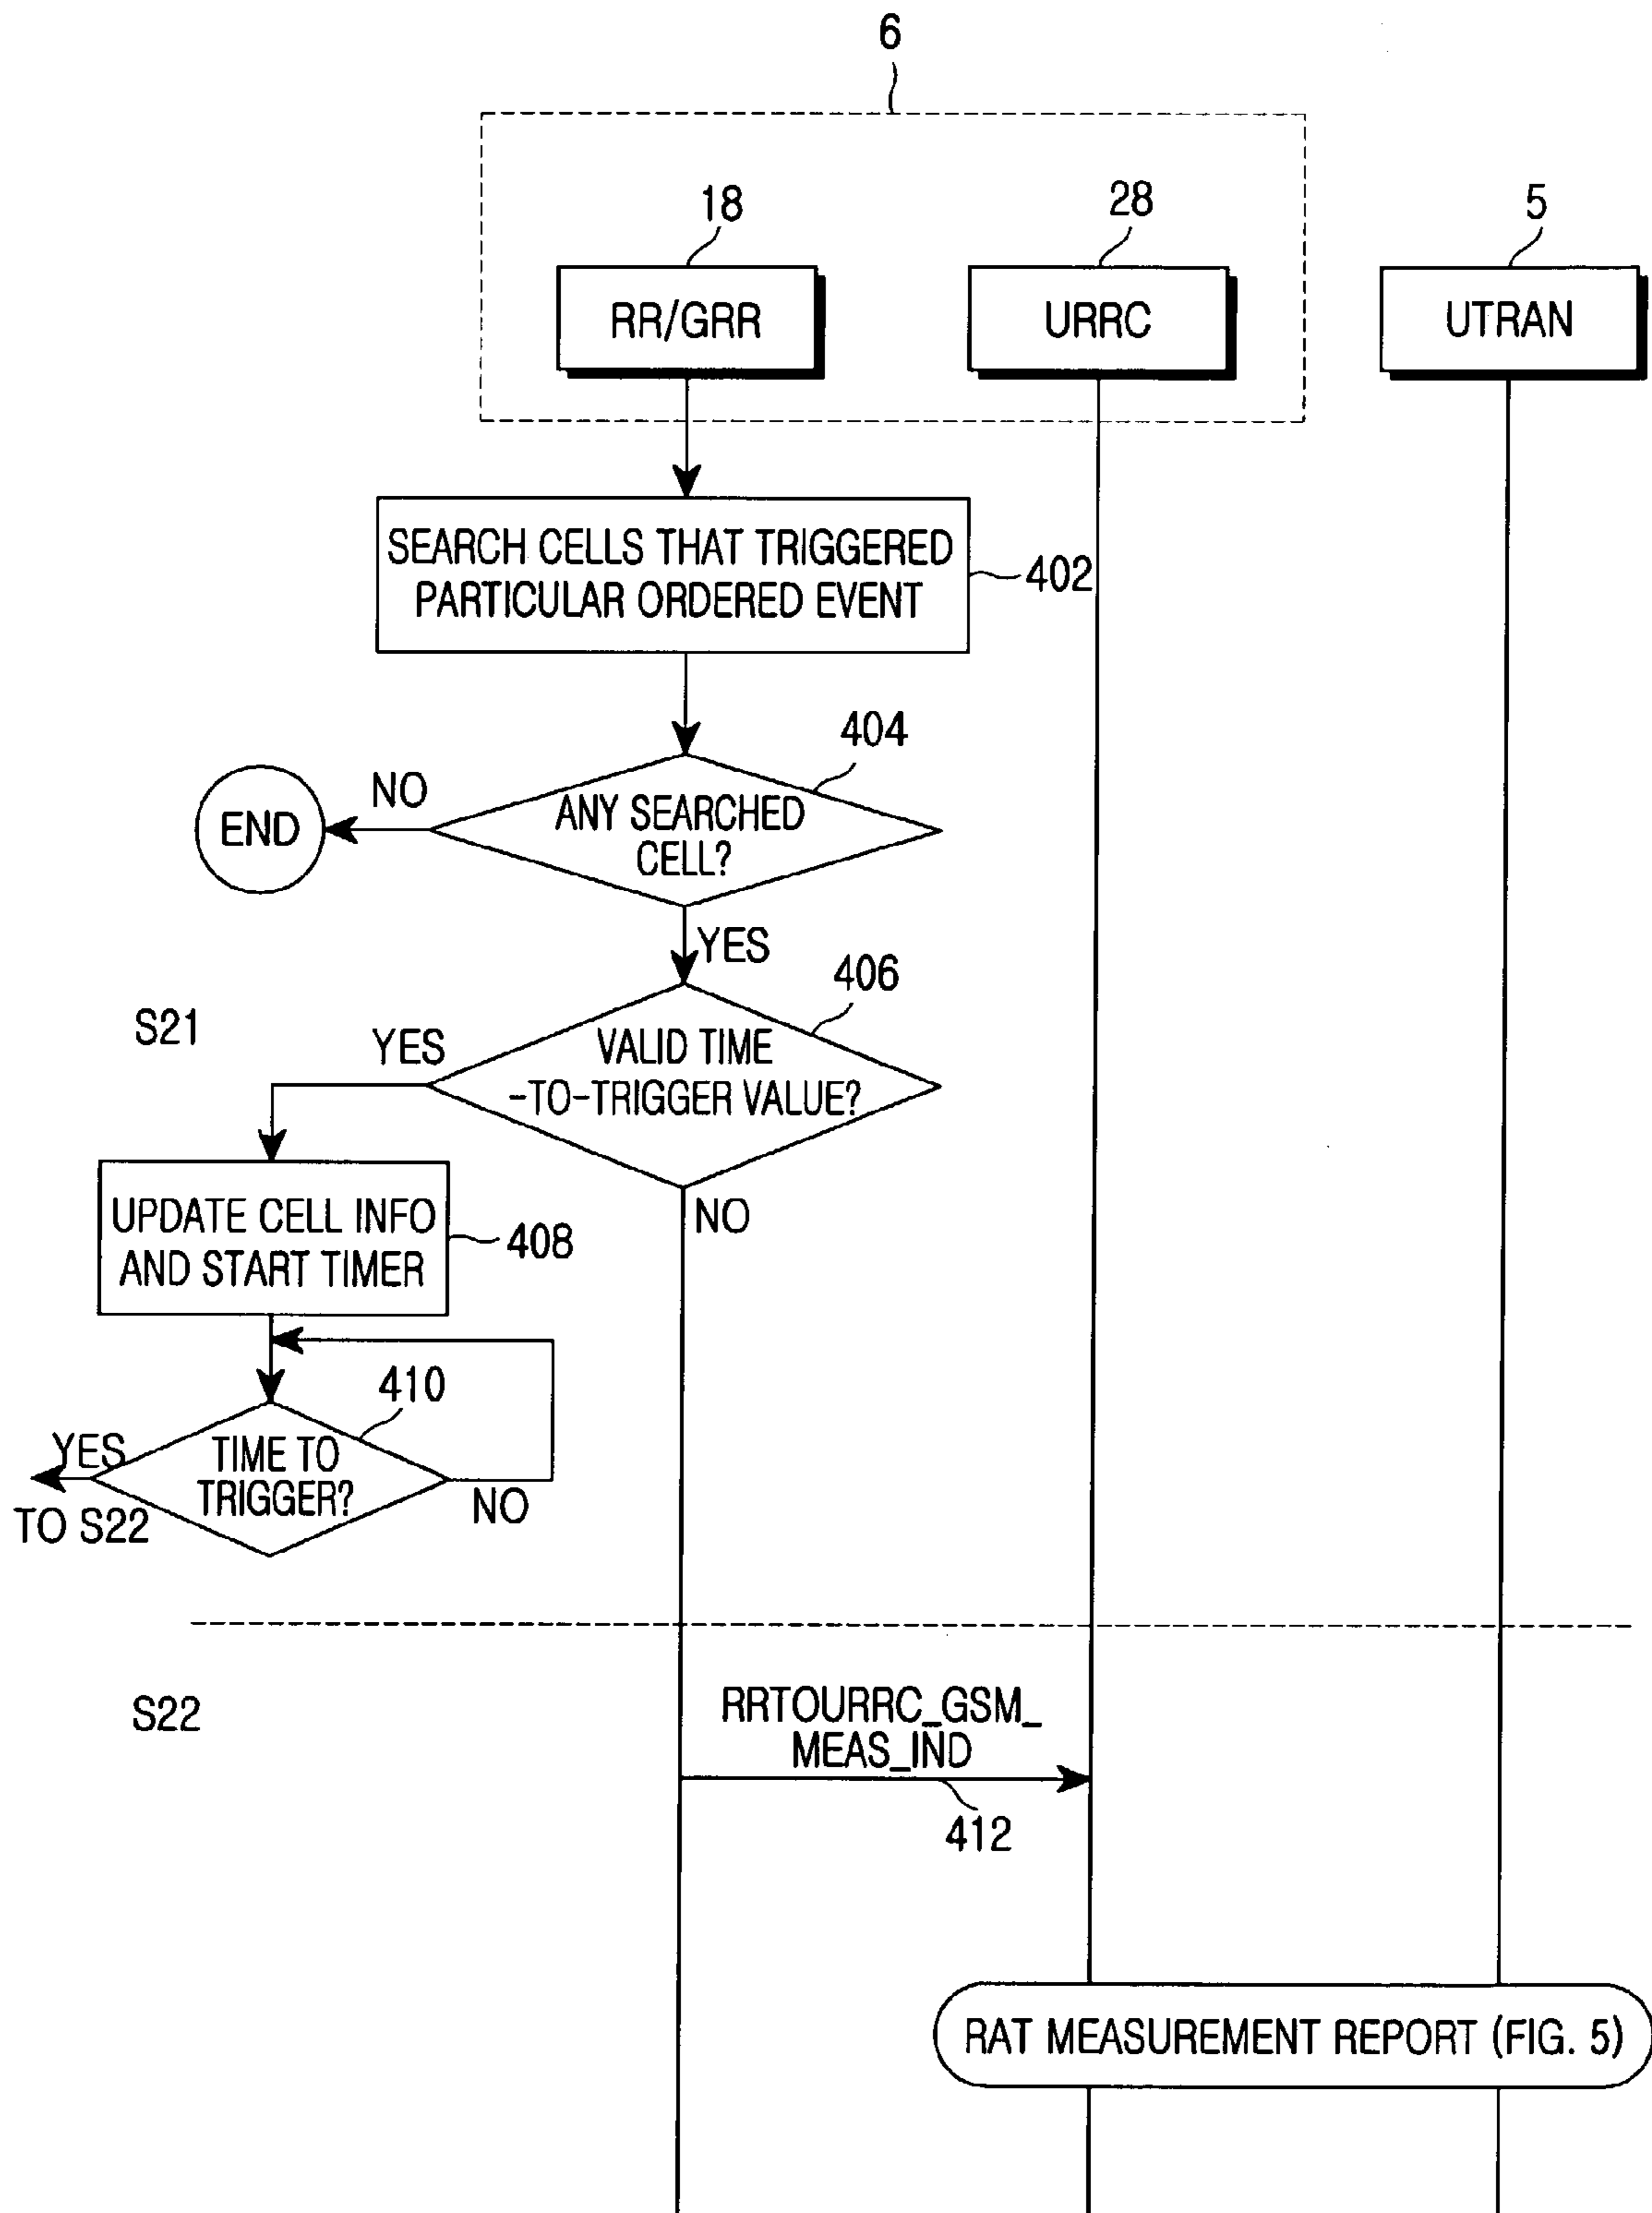 6
18
28
5
RR/GRR
URRC
UTRAN
SEARCH CELLS THAT TRIGGERED
PARTICULAR ORDERED EVENT
402
404
NO
END
ANY SEARCHED
CELL?
YES
406
S21
YES
VALID TIME
-TO-TRIGGER VALUE?
UPDATE CELL INFO
AND START TIMER
408
NO
410
YES
TIME TO
TRIGGER?
NO
TO S22
S22
RRTOURRC_GSM_
MEAS_IND
412
RAT MEASUREMENT REPORT (FIG. 5)